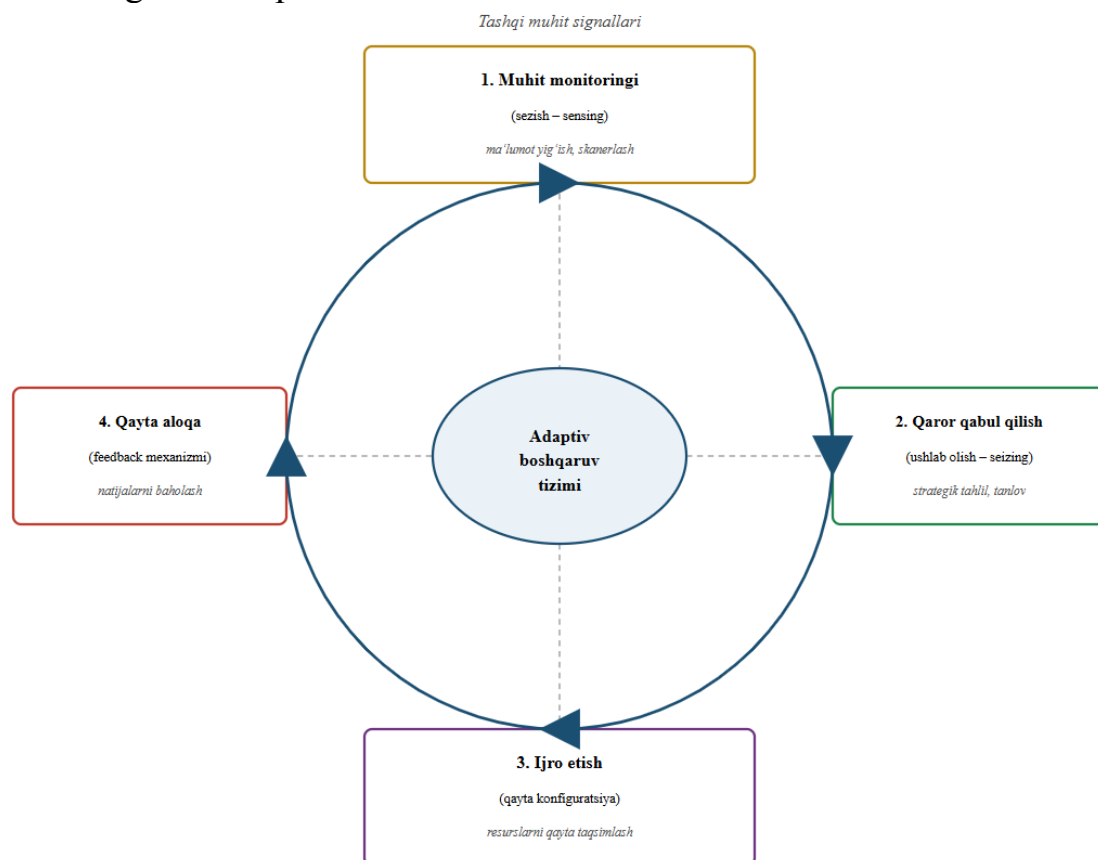 Tashqi muhit signallari
1. Muhit monitoringi
(sezish – sensing)
ma'lumot yig'ish, skanerlash
4. Qayta aloqa
(feedback mexanizmi)
natijalarni baholash
Adaptiv
boshqaruv
tizimi
2. Qaror qabul qilish
(ushlab olish – seizing)
strategik tahlil, tanlov
3. Ijro etish
(qayta konfiguratsiya)
resurslarni qayta taqsimlash